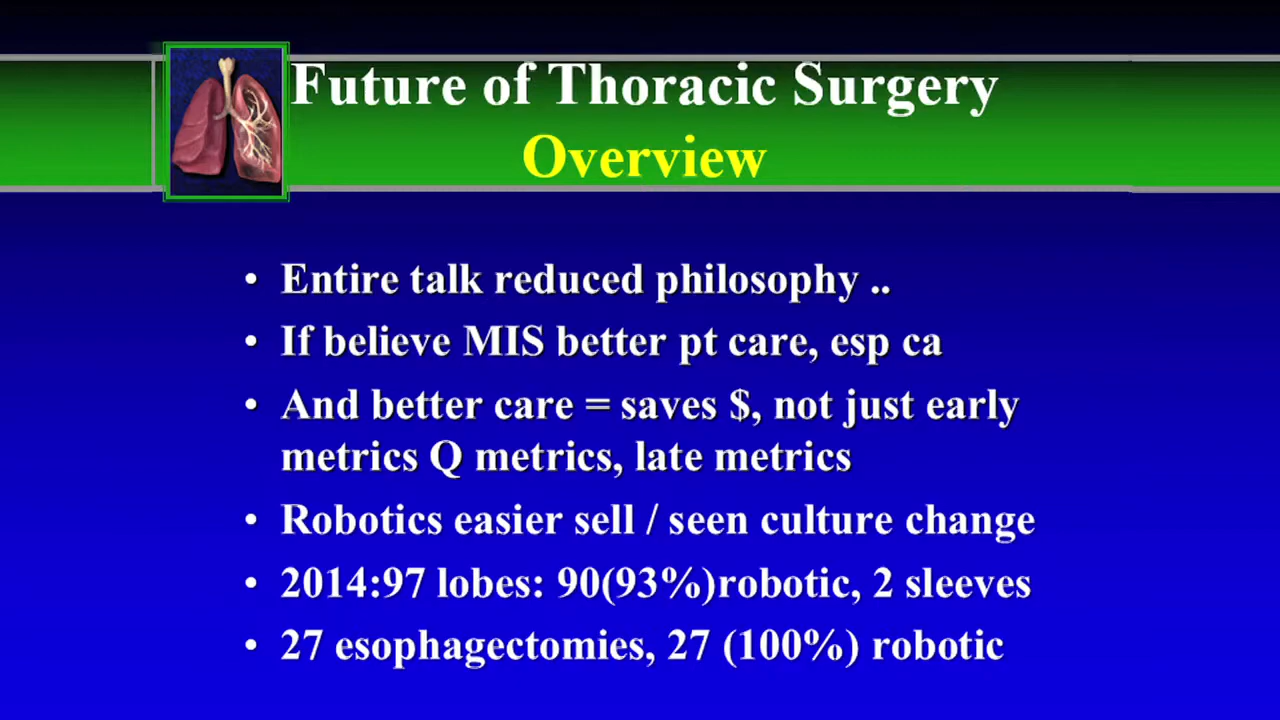 Future of Thoracic Surgery
Overview
• Entire talk reduced philosophy ..
• If believe MIS better pt care, esp ca
• And better care = saves $, not just early
metrics Q metrics, late metrics
• Robotics easier sell / seen culture change
• 2014:97 lobes: 90(93%)robotic, 2 sleeves
• 27 esophagectomies, 27 (100%) robotic